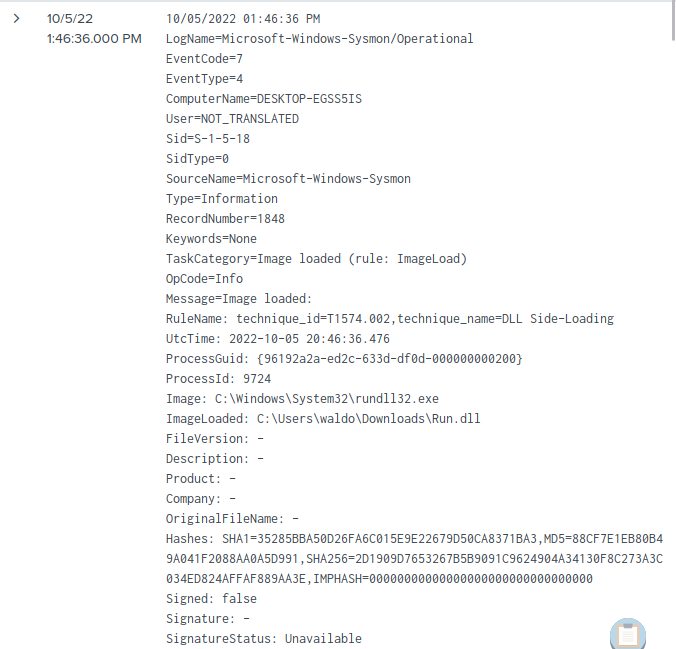 10/5/22
1:46:36.000 PM
10/05/2022 01:46:36 PM
LogName=Microsoft-Windows-Sysmon/Operational
EventCode=7
EventType=4
ComputerName=DESKTOP-EGSS5IS
User=NOT_TRANSLATED
Sid=S-1-5-18
SidType=0
SourceName=Microsoft-Windows-Sysmon
Type=Information
RecordNumber=1848
Keywords=None
TaskCategory=Image loaded (rule: ImageLoad)
OpCode=Info
Message=Image loaded:
RuleName: technique_id=T1574.002,technique_name=DLL Side-Loading
UtcTime: 2022-10-05 20:46:36.476
ProcessGuid: {96192a2a-ed2c-633d-df0d-000000000200}
ProcessId: 9724
Image: C:\Windows\System32\rundll32.exe
ImageLoaded: C:\Users\waldo\Downloads\Run.dll
FileVersion: -
Description: -
Product: -
Company: -
OriginalFileName: -
Hashes: SHA1=35285BBA50D26FA6C015E9E22679D50CA8371BA3,MD5=88CF7E1EB80B4
9A041F2088AA0A5D991,SHA256=2D1909D7653267B5B9091C9624904A34130F8C273A3C
034ED824AFFAF889AA3E,IMPHASH=00000000000000000000000000000000
Signed: false
Signature: -
SignatureStatus: Unavailable